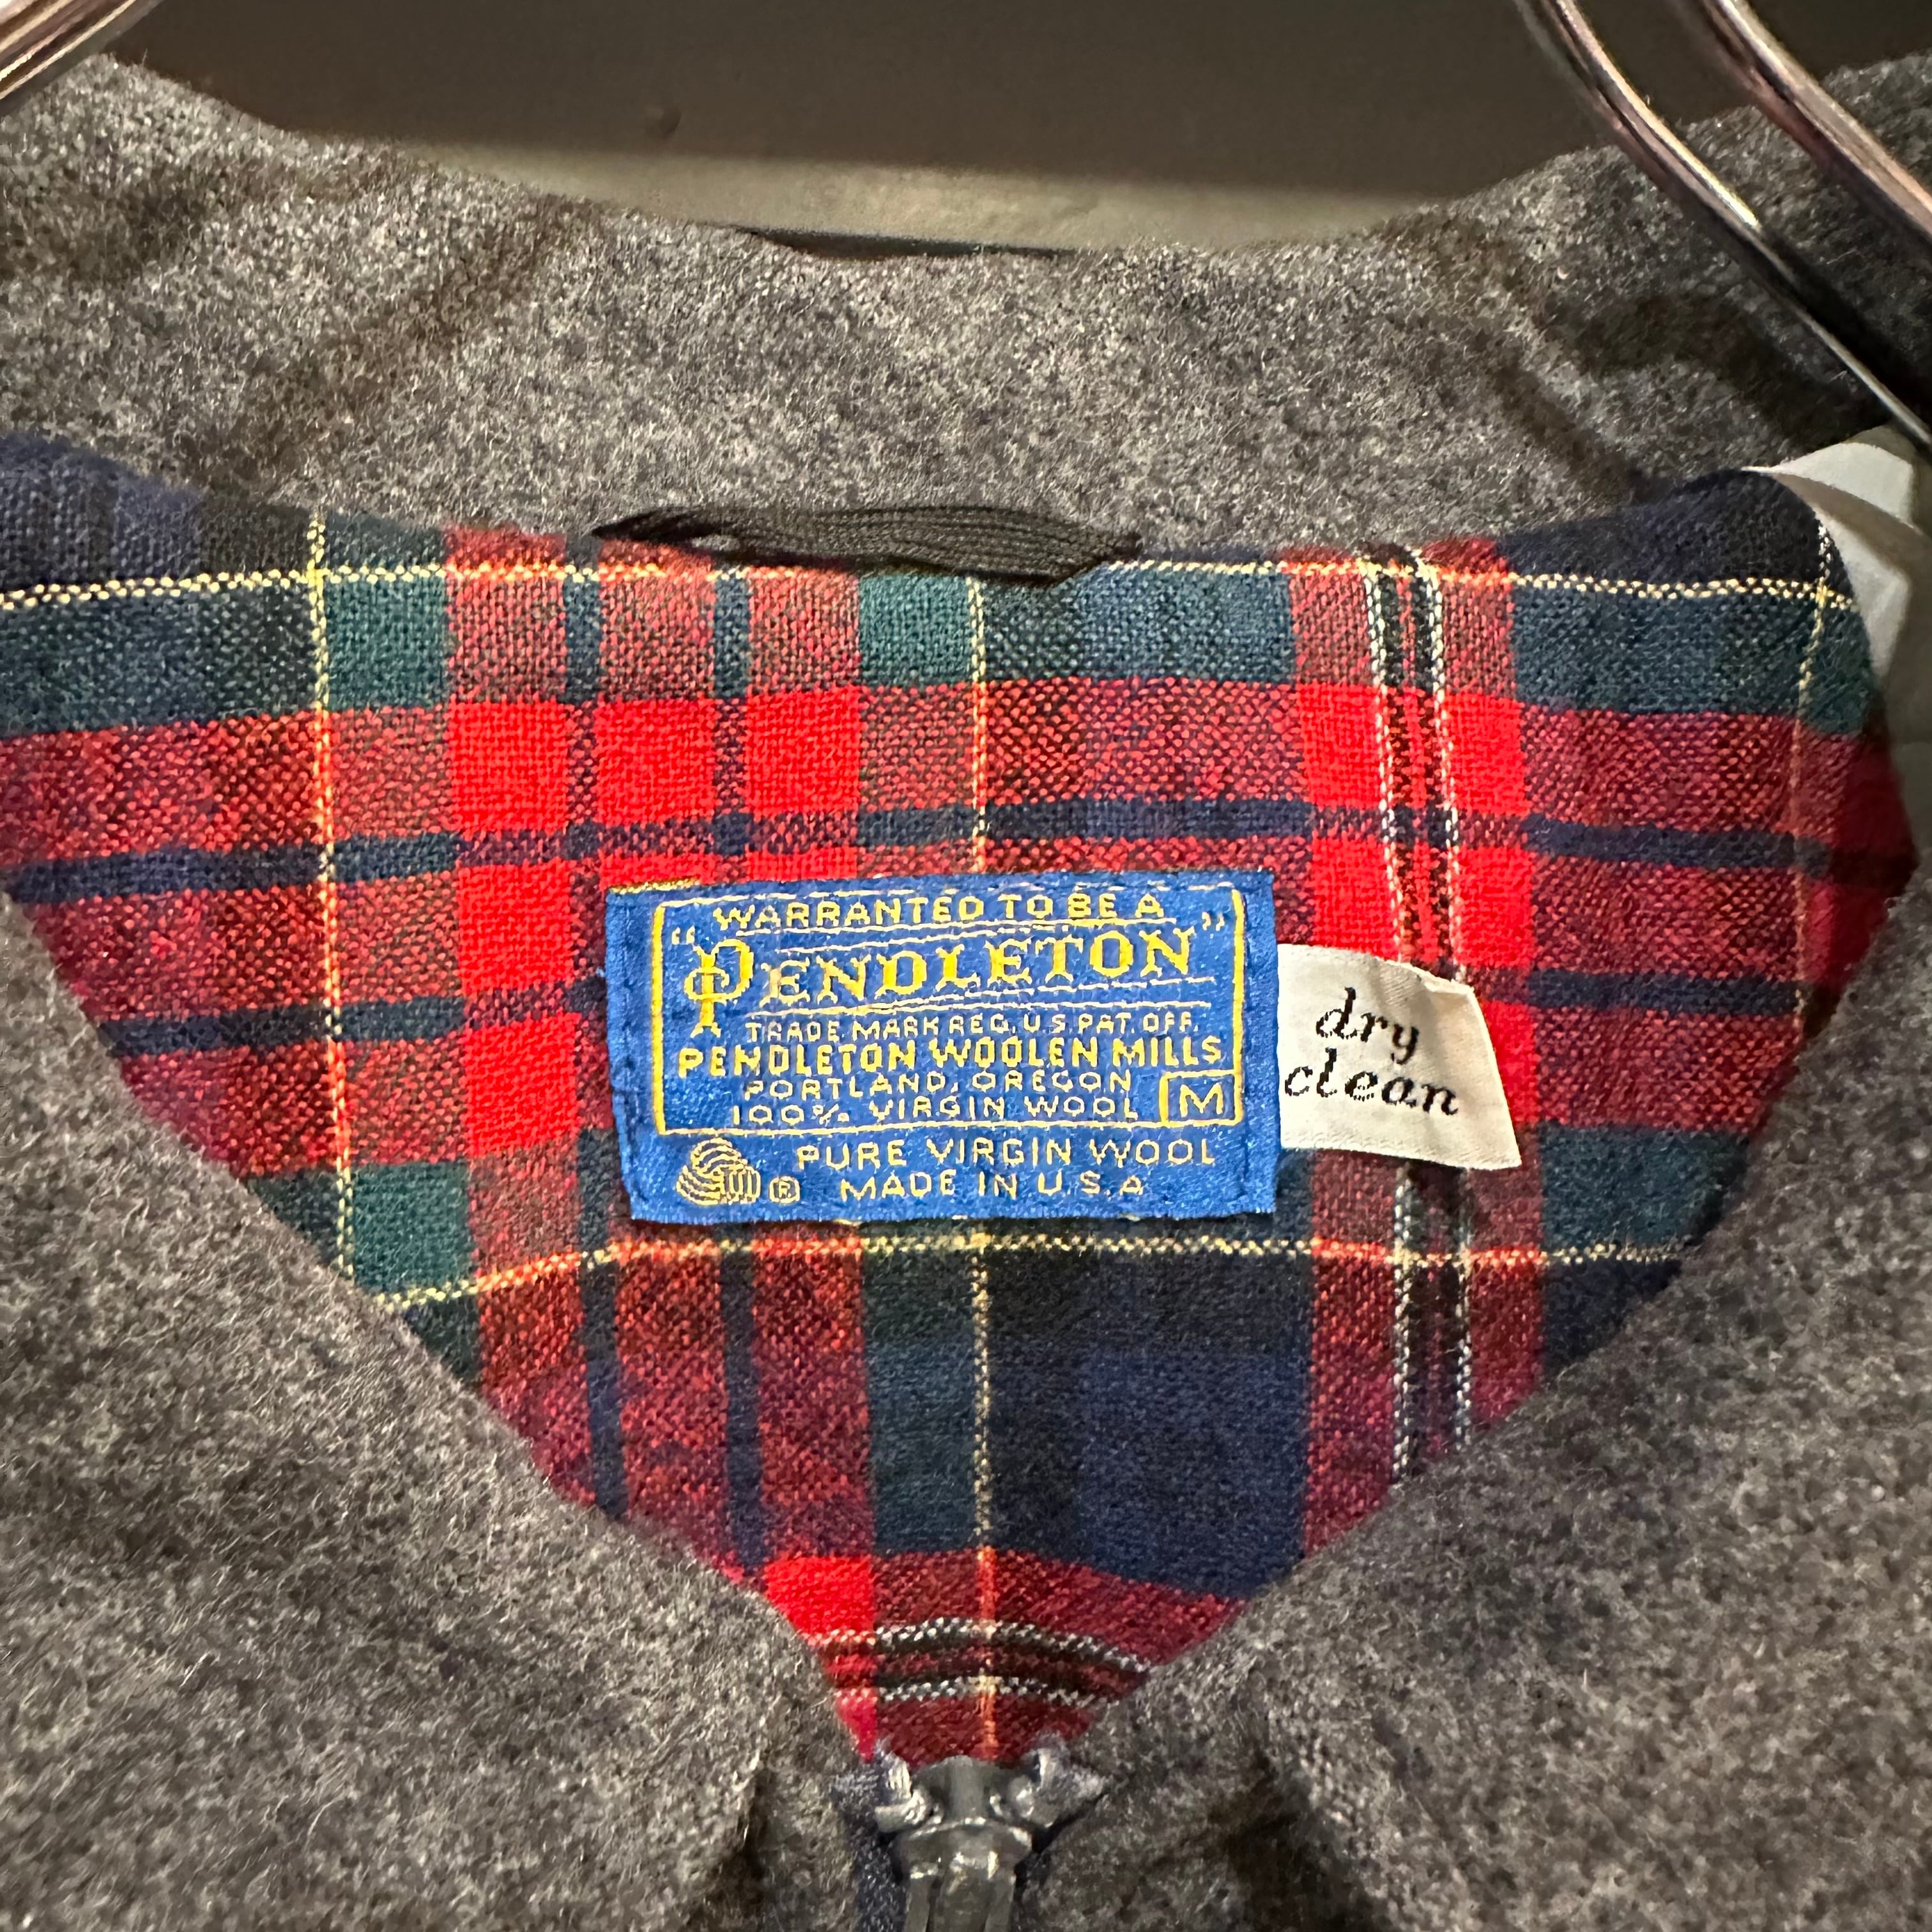 WARRANTED TO BE A
"PENDLETON"
TRADE MARK REG. U.S. PAT. OFF.
PENDLETON WOOLEN MILLS
PORTLAND, OREGON
100% VIRGIN WOOL M
PURE VIRGIN WOOL
® MADE IN U.S.A
dry
clean